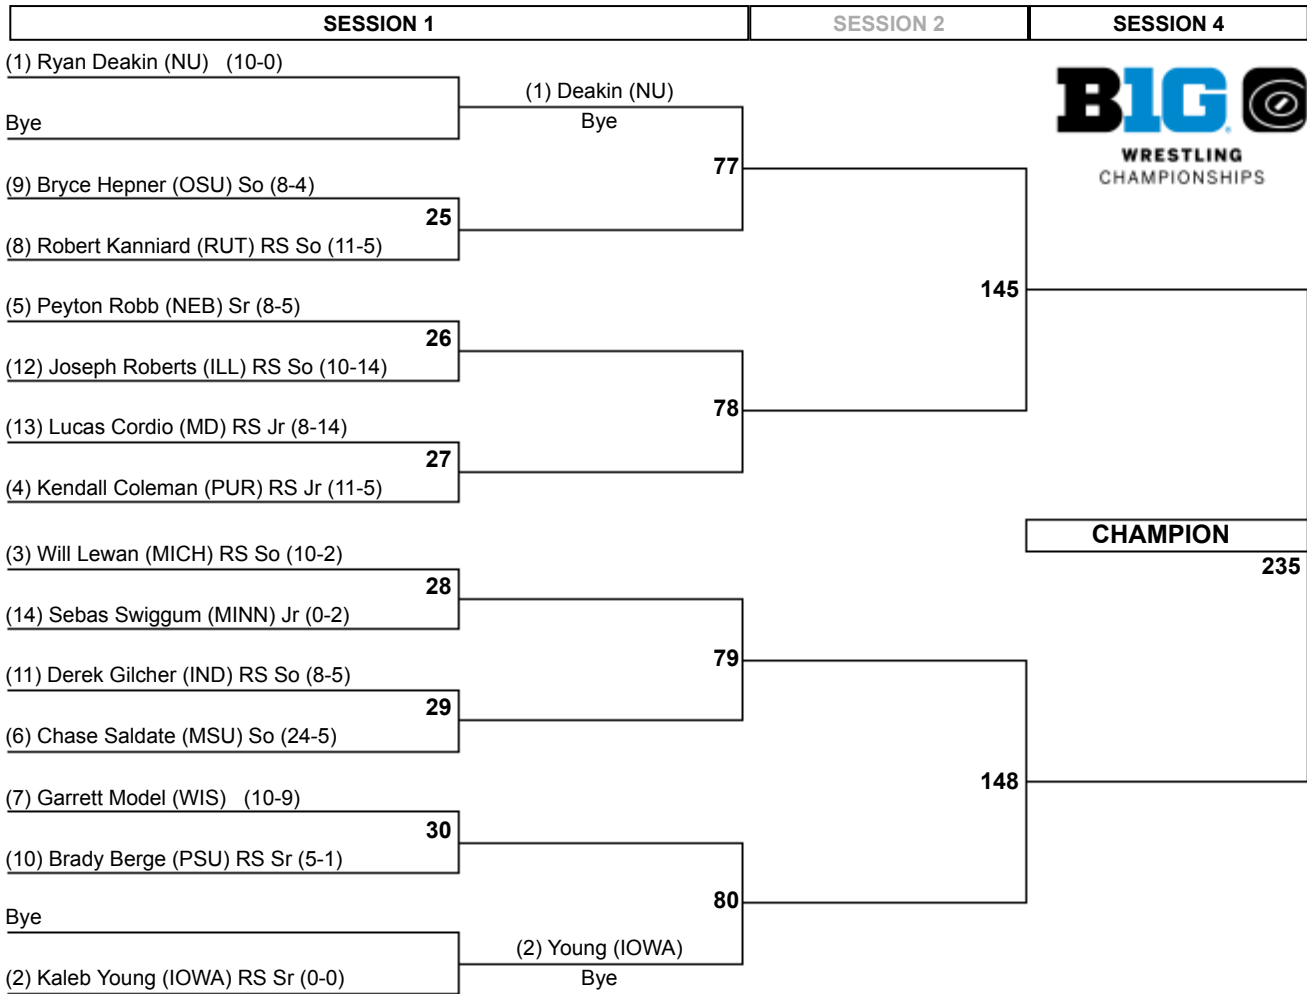 SESSION 1
SESSION 2
SESSION 4
(1) Ryan Deakin (NU) (10-0)
Bye
(1) Deakin (NU)
Bye
77
(9) Bryce Hepner (OSU) So (8-4)
25
(8) Robert Kanniard (RUT) RS So (11-5)
145
(5) Peyton Robb (NEB) Sr (8-5)
26
(12) Joseph Roberts (ILL) RS So (10-14)
78
(13) Lucas Cordio (MD) RS Jr (8-14)
27
(4) Kendall Coleman (PUR) RS Jr (11-5)
B1G
WRESTLING
CHAMPIONSHIPS
CHAMPION
235
(3) Will Lewan (MICH) RS So (10-2)
28
(14) Sebas Swiggum (MINN) Jr (0-2)
79
(11) Derek Gilcher (IND) RS So (8-5)
29
(6) Chase Saldate (MSU) So (24-5)
148
(7) Garrett Model (WIS) (10-9)
30
(10) Brady Berge (PSU) RS Sr (5-1)
80
Bye
(2) Young (IOWA)
Bye
(2) Kaleb Young (IOWA) RS Sr (0-0)